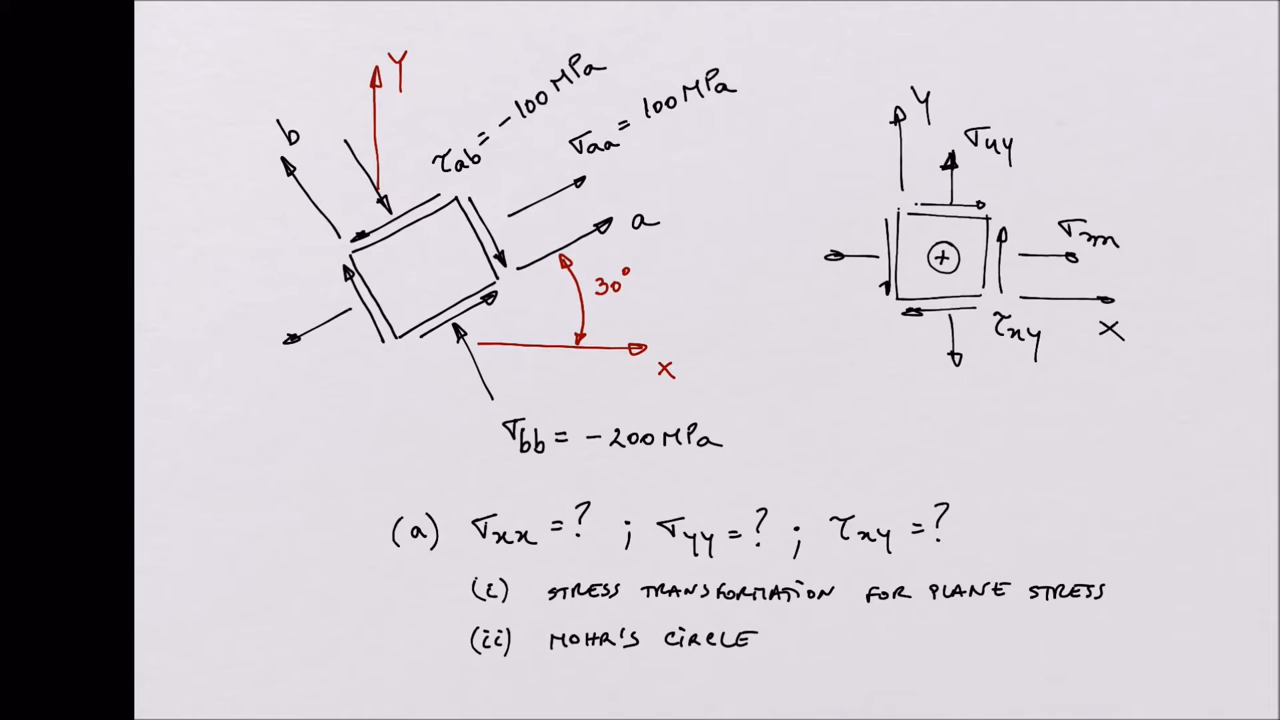 Y
b
τab = -100 MPa
σaa = 100 MPa
a
30°
x
σbb = -200 MPa
Y
σyy
+
σxx
τxy
X
(a) σxx = ? ; σyy = ? ; τxy = ?
(i) STRESS TRANSFORMATION FOR PLANE STRESS
(ii) MOHR'S CIRCLE